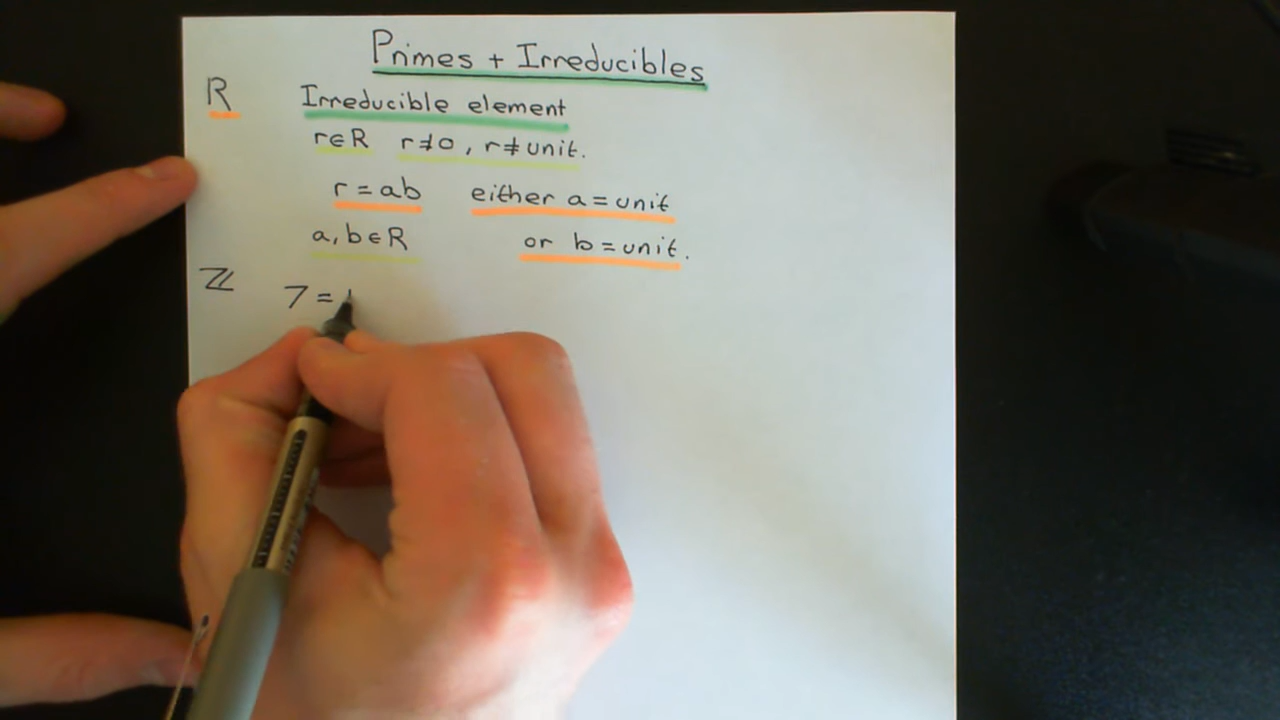 Primes + Irreducibles
R Irreducible element
r∈R r≠0, r≠unit.
r = ab either a = unit
a, b ∈ R or b = unit.
ℤ 7 =